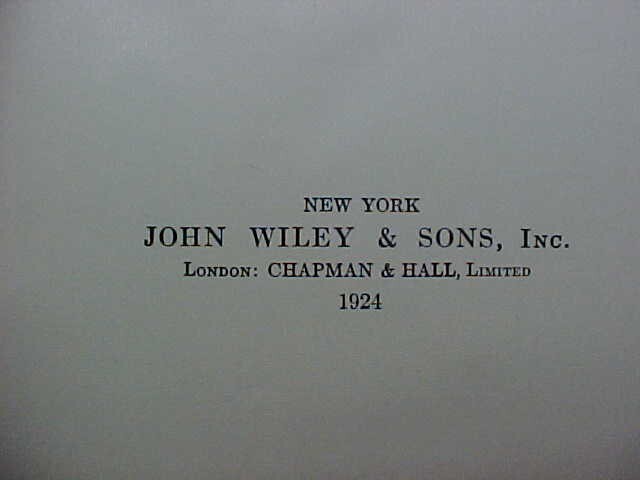 NEW YORK
JOHN WILEY & SONS, Inc.
London: CHAPMAN & HALL, Limited
1924